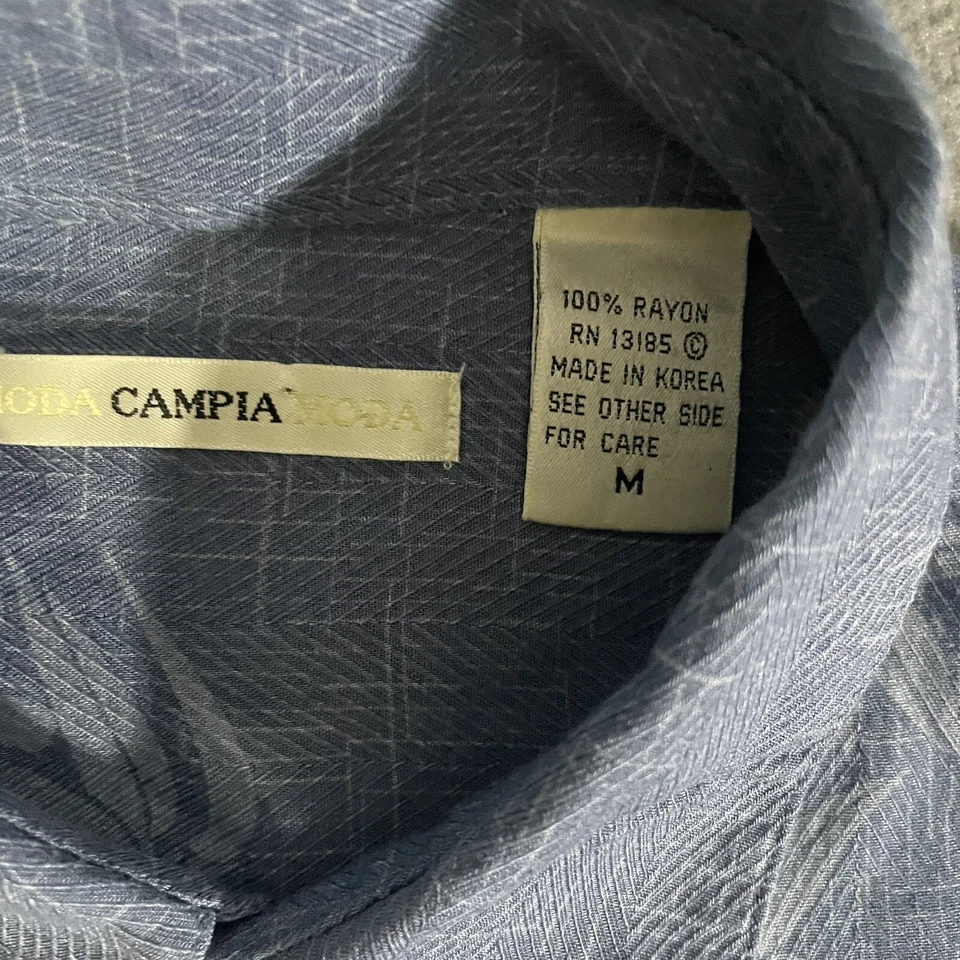 MODA CAMPIA MODA
100% RAYON
RN 13185 ©
MADE IN KOREA
SEE OTHER SIDE
FOR CARE
M